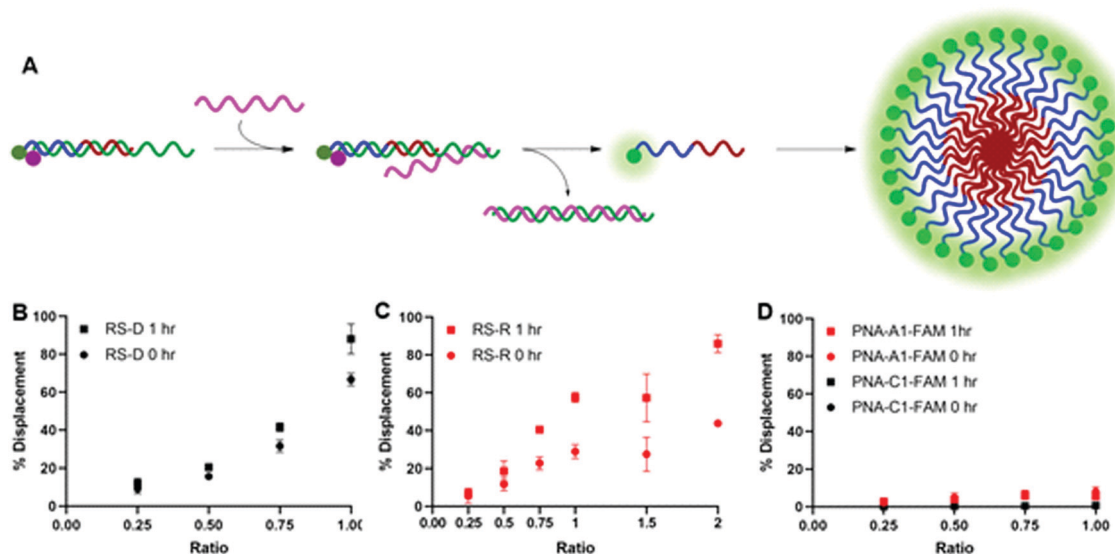 A
B
RS-D 1 hr
RS-D 0 hr
% Displacement
100
80
60
40
20
0
0.00
0.25
0.50
0.75
1.00
Ratio
C
RS-R 1 hr
RS-R 0 hr
% Displacement
100
80
60
40
20
0
0.00
0.25
0.5
0.75
1
1.5
2
Ratio
D
PNA-A1-FAM 1hr
PNA-A1-FAM 0 hr
PNA-C1-FAM 1 hr
PNA-C1-FAM 0 hr
% Displacement
100
80
60
40
20
0
0.00
0.25
0.50
0.75
1.00
Ratio